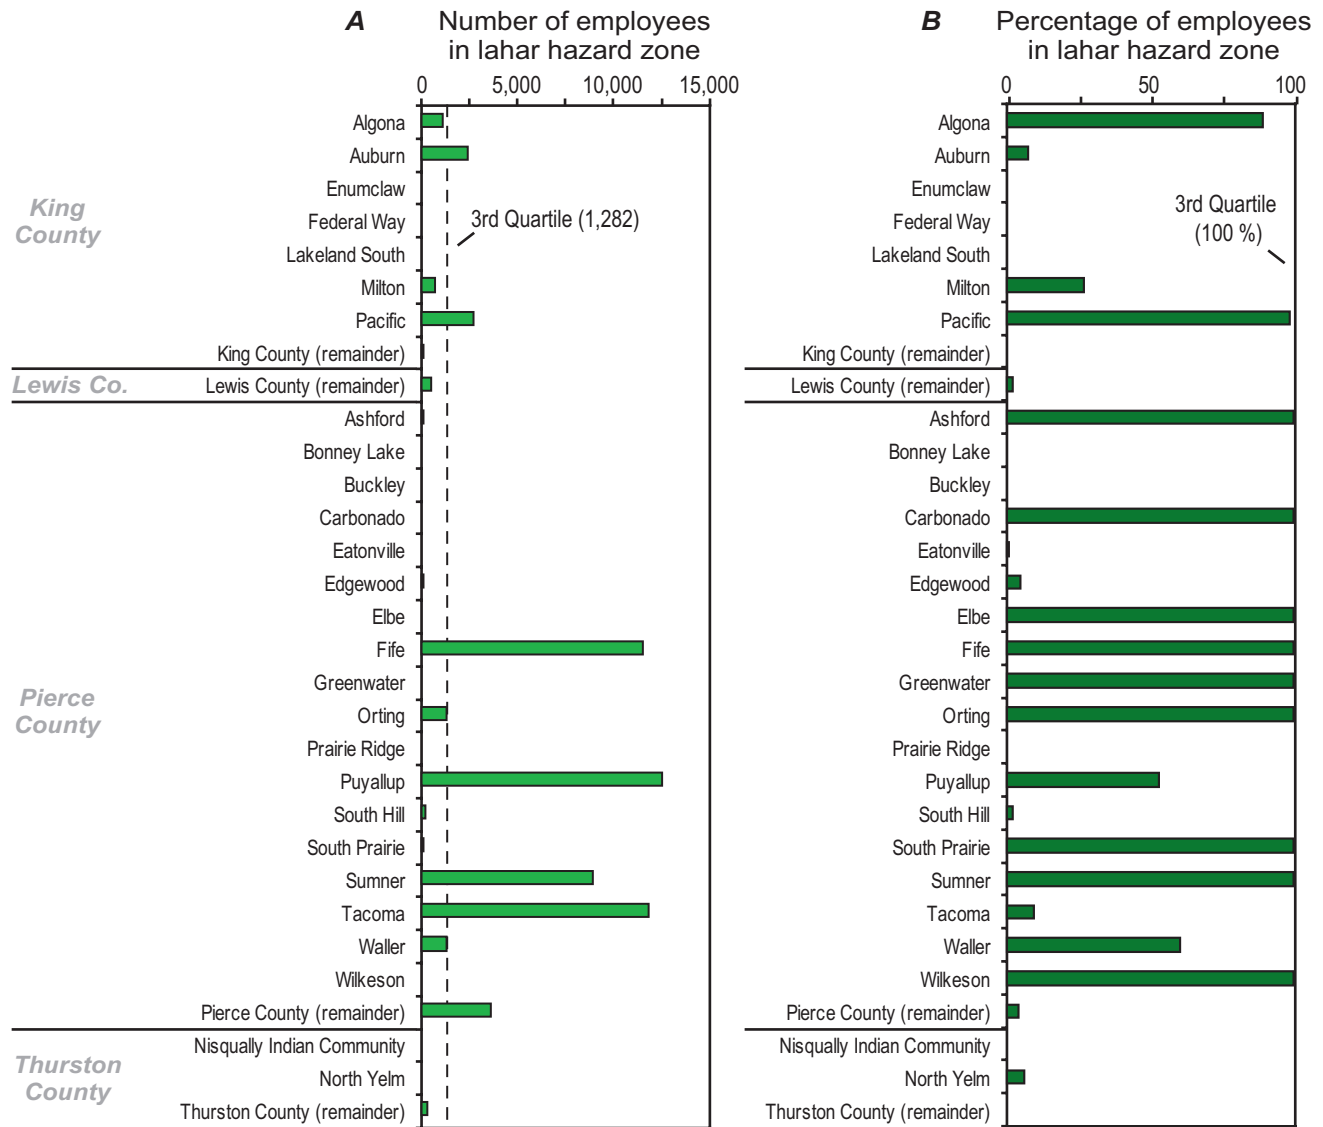 A Number of employees
in lahar hazard zone
0 5,000 10,000 15,000
King
County
Algona
Auburn
Enumclaw
Federal Way
Lakeland South
Milton
Pacific
King County (remainder)
3rd Quartile (1,282)
Lewis Co.
Lewis County (remainder)
Pierce
County
Ashford
Bonney Lake
Buckley
Carbonado
Eatonville
Edgewood
Elbe
Fife
Greenwater
Orting
Prairie Ridge
Puyallup
South Hill
South Prairie
Sumner
Tacoma
Waller
Wilkeson
Pierce County (remainder)
Thurston
County
Nisqually Indian Community
North Yelm
Thurston County (remainder)
B Percentage of employees
in lahar hazard zone
0 50 100
Algona
Auburn
Enumclaw
Federal Way
Lakeland South
Milton
Pacific
King County (remainder)
3rd Quartile
(100 %)
Lewis County (remainder)
Ashford
Bonney Lake
Buckley
Carbonado
Eatonville
Edgewood
Elbe
Fife
Greenwater
Orting
Prairie Ridge
Puyallup
South Hill
South Prairie
Sumner
Tacoma
Waller
Wilkeson
Pierce County (remainder)
Nisqually Indian Community
North Yelm
Thurston County (remainder)